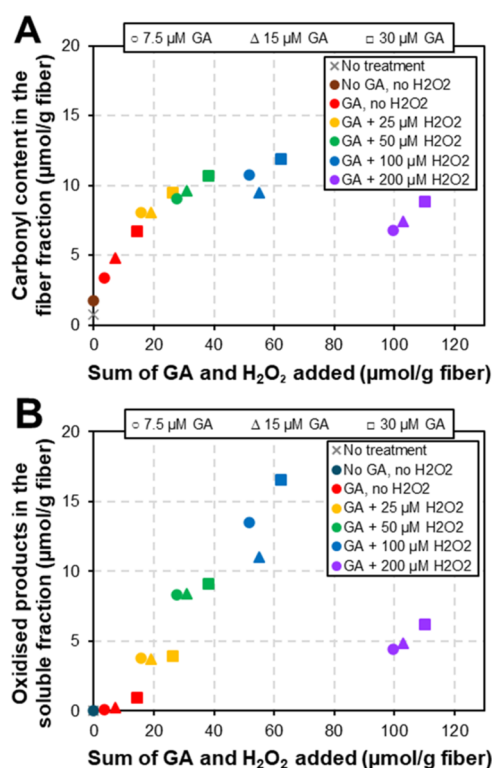 A
○ 7.5 µM GA △ 15 µM GA □ 30 µM GA
Carbonyl content in the
fiber fraction (µmol/g fiber)
20
15
10
5
0
× No treatment
No GA, no H2O2
GA, no H2O2
GA + 25 µM H2O2
GA + 50 µM H2O2
GA + 100 µM H2O2
GA + 200 µM H2O2
0 20 40 60 80 100 120
Sum of GA and H₂O₂ added (µmol/g fiber)
B
○ 7.5 µM GA △ 15 µM GA □ 30 µM GA
Oxidised products in the
soluble fraction (µmol/g fiber)
20
15
10
5
0
× No treatment
No GA, no H2O2
GA, no H2O2
GA + 25 µM H2O2
GA + 50 µM H2O2
GA + 100 µM H2O2
GA + 200 µM H2O2
0 20 40 60 80 100 120
Sum of GA and H₂O₂ added (µmol/g fiber)